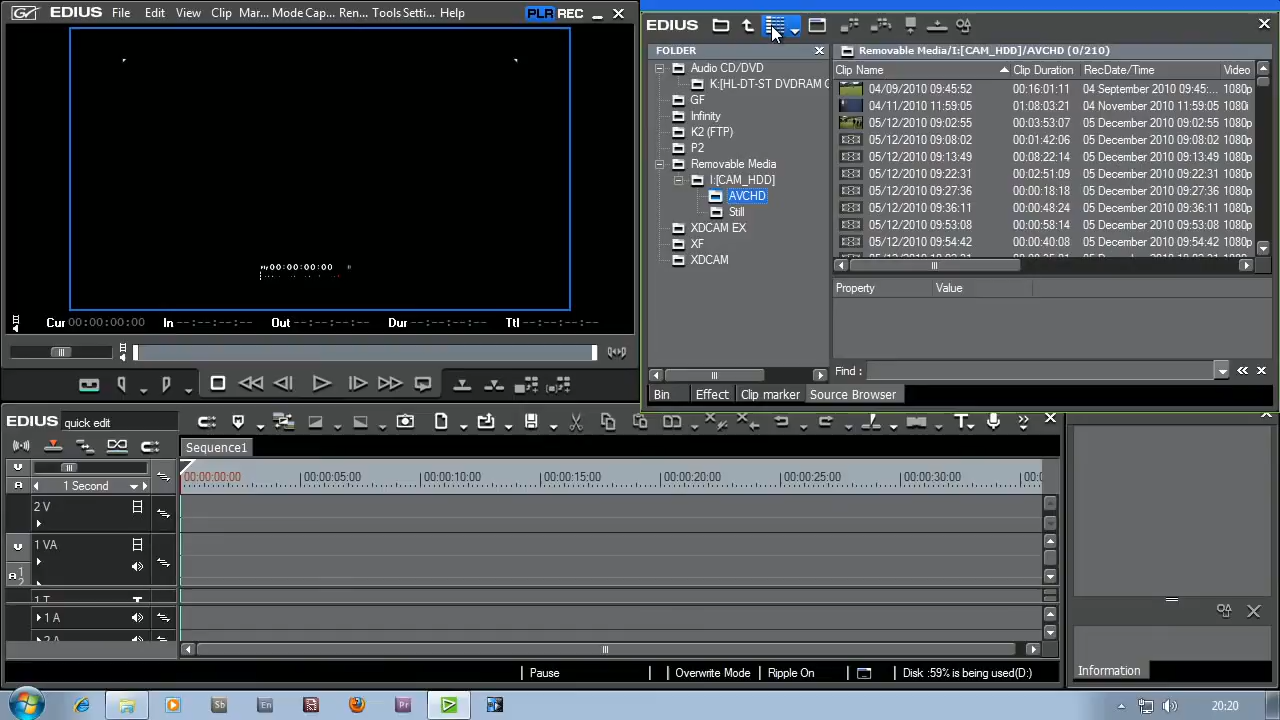 File Edit View Clip Mar... Mode Cap... Ren... Tools Setti... Help
PLR REC
00:00:00:00
Cur 00:00:00:00 In --:--:--:-- Out --:--:--:-- Dur --:--:--:-- Ttl --:--:--:--
EDIUS
FOLDER
Audio CD/DVD
K:[HL-DT-ST DVDRAM
GF
Infinity
K2 (FTP)
P2
Removable Media
I:[CAM_HDD]
AVCHD
Still
XDCAM EX
XF
XDCAM
Removable Media/I:[CAM_HDD]/AVCHD (0/210)
Clip Name Clip Duration RecDate/Time Video
04/09/2010 09:45:52 00:16:01:11 04 September 2010 09:45:... 1080p
04/11/2010 11:59:05 01:08:03:21 04 November 2010 11:59:05 1080i
05/12/2010 09:02:55 00:03:53:07 05 December 2010 09:02:55 1080p
05/12/2010 09:08:02 00:01:42:06 05 December 2010 09:08:02 1080p
05/12/2010 09:13:49 00:08:22:14 05 December 2010 09:13:49 1080p
05/12/2010 09:22:31 00:02:51:09 05 December 2010 09:22:31 1080p
05/12/2010 09:27:36 00:00:18:18 05 December 2010 09:27:36 1080p
05/12/2010 09:36:11 00:00:48:24 05 December 2010 09:36:11 1080p
05/12/2010 09:53:08 00:00:58:14 05 December 2010 09:53:08 1080p
05/12/2010 09:54:42 00:00:40:08 05 December 2010 09:54:42 1080p
Property Value
Find :
Bin Effect Clip marker Source Browser
EDIUS quick edit
Sequence1
1 Second
00:00:00:00 00:00:05:00 00:00:10:00 00:00:15:00 00:00:20:00 00:00:25:00 00:00:30:00
2 V
1 VA
1 T
1 A
2 A
Pause Overwrite Mode Ripple On Disk :59% is being used(D:)
Information
Sb En Pr
20:20